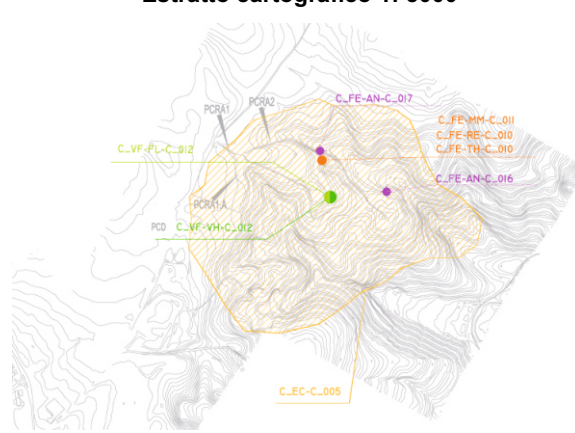 Estratto cartografico 1: 5000
C_FE-AN-C_017
PCRA1
PCRA2
C_FE-MM-C_011
C_FE-RE-C_010
C_FE-TH-C_010
C_VF-FL-C_012
C_FE-AN-C_016
PCRA1.A
PCD
C_VF-VH-C_012
C_EC-C_005